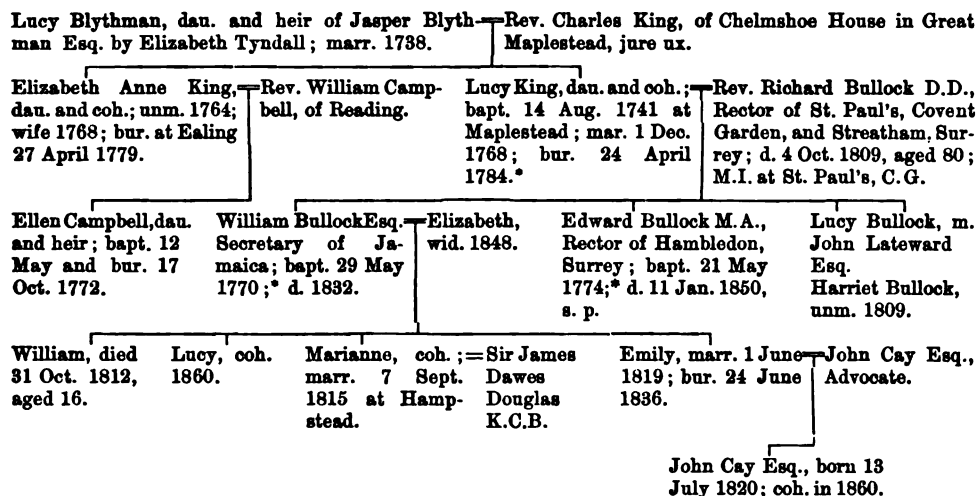 Lucy Blythman, dau. and heir of Jasper Blyth-
man Esq. by Elizabeth Tyndall; marr. 1738.
Rev. Charles King, of Chelmshoe House in Great
Maplestead, jure ux.
Elizabeth Anne King,
dau. and coh.; unm. 1764;
wife 1768; bur. at Ealing
27 April 1779.
Rev. William Camp-
bell, of Reading.
Lucy King, dau. and coh.;
bapt. 14 Aug. 1741 at
Maplestead; mar. 1 Dec.
1768; bur. 24 April
1784.*
Rev. Richard Bullock D.D.,
Rector of St. Paul's, Covent
Garden, and Streatham, Sur-
rey; d. 4 Oct. 1809, aged 80;
M.I. at St. Paul's, C.G.
Ellen Campbell, dau.
and heir; bapt. 12
May and bur. 17
Oct. 1772.
William Bullock Esq.
Secretary of Ja-
maica; bapt. 29 May
1770;* d. 1832.
Elizabeth,
wid. 1848.
Edward Bullock M.A.,
Rector of Hambledon,
Surrey; bapt. 21 May
1774;* d. 11 Jan. 1850,
s. p.
Lucy Bullock, m.
John Lateward
Esq.
Harriet Bullock,
unm. 1809.
William, died
31 Oct. 1812,
aged 16.
Lucy, coh.
1860.
Marianne, coh.;
marr. 7 Sept.
1815 at Hamp-
stead.
Sir James
Dawes
Douglas
K.C.B.
Emily, marr. 1 June
1819; bur. 24 June
1836.
John Cay Esq.,
Advocate.
John Cay Esq., born 13
July 1820; coh. in 1860.